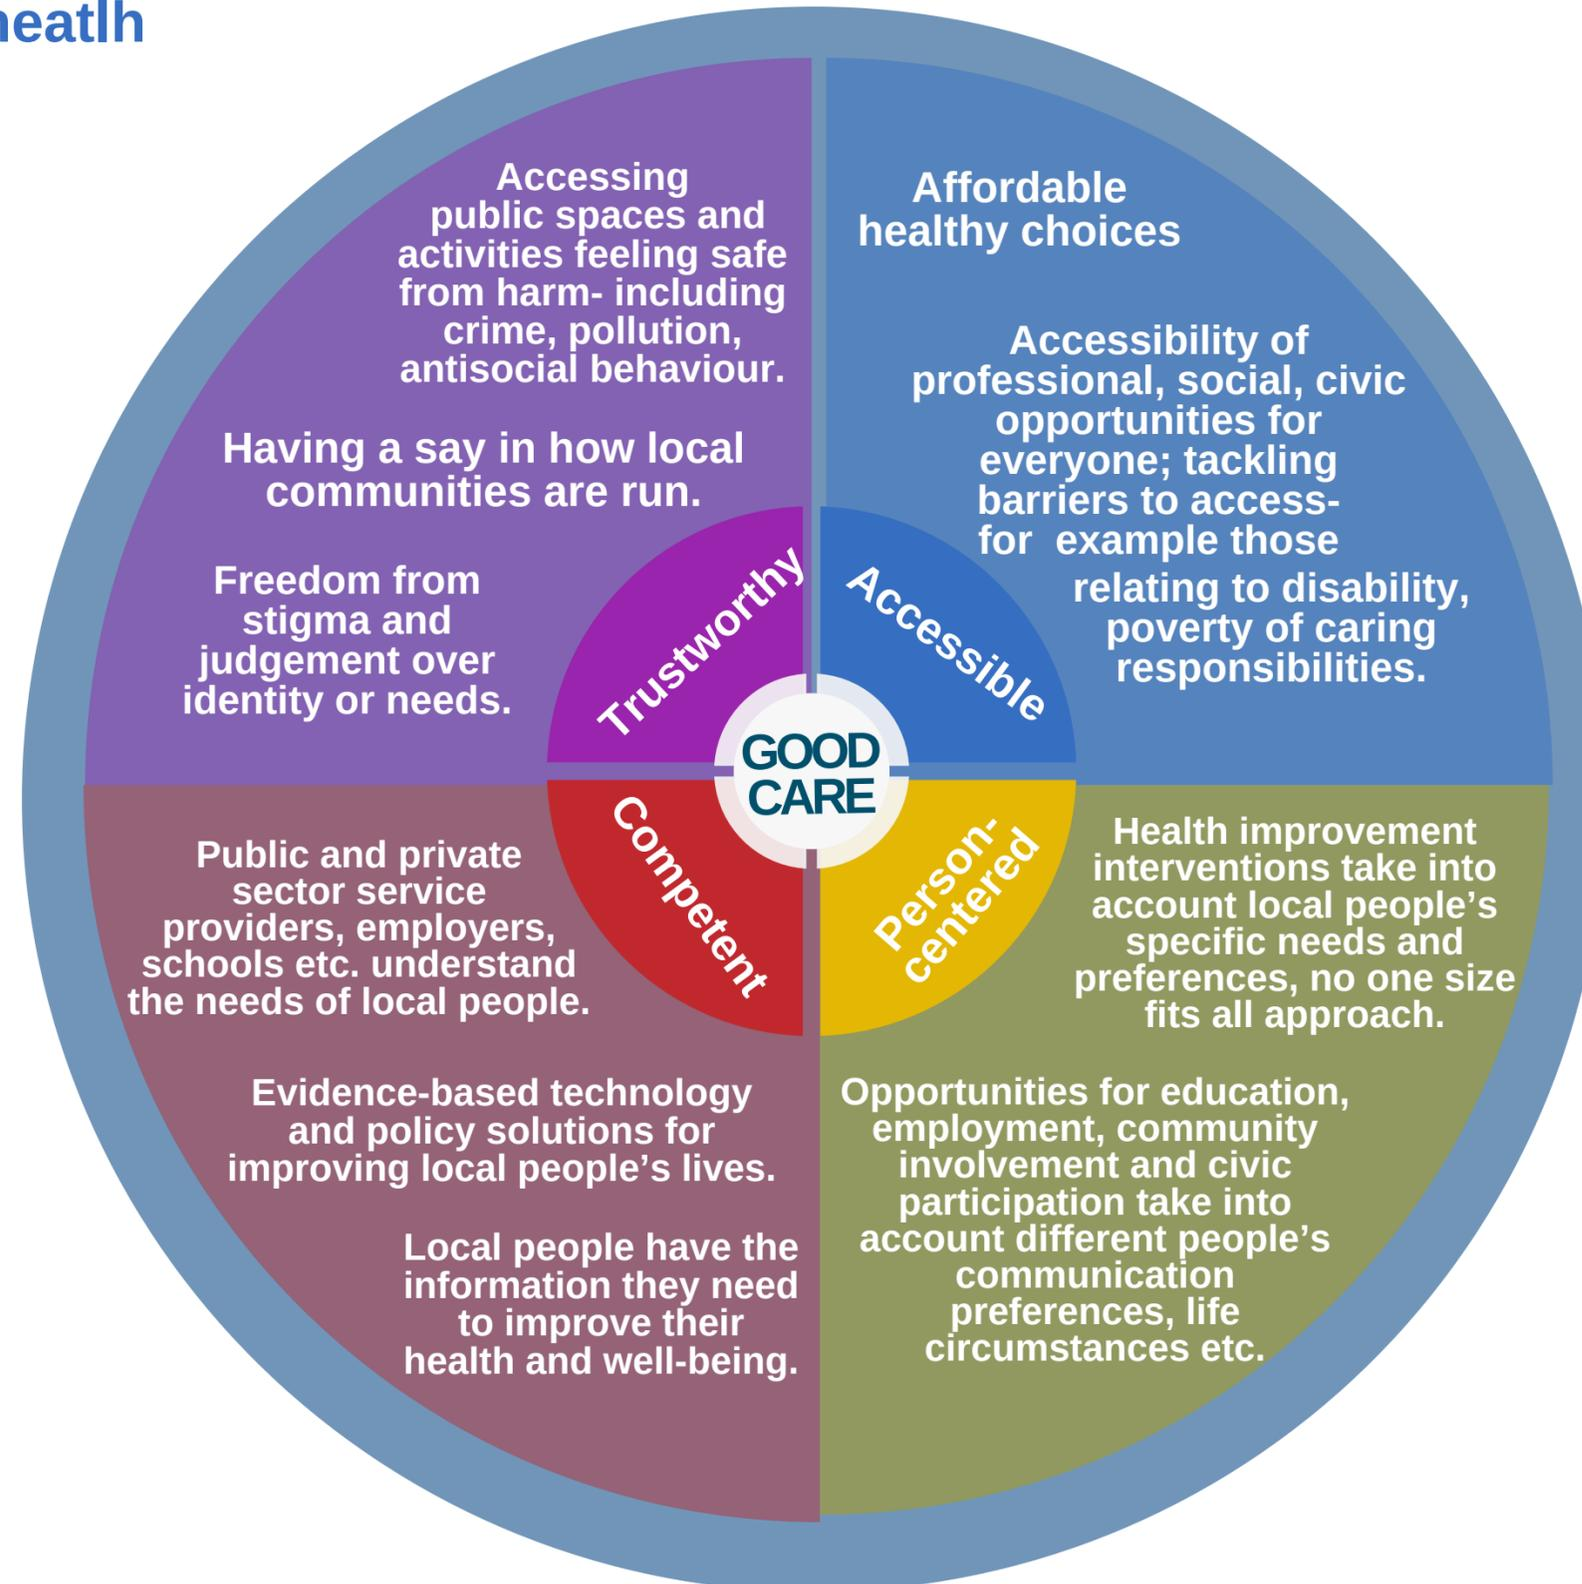 heatlh
Accessing
public spaces and
activities feeling safe
from harm- including
crime, pollution,
antisocial behaviour.
Having a say in how local
communities are run.
Freedom from
stigma and
judgement over
identity or needs.
Affordable
healthy choices
Accessibility of
professional, social, civic
opportunities for
everyone; tackling
barriers to access-
for example those
relating to disability,
poverty of caring
responsibilities.
Trustworthy
Accessible
GOOD
CARE
Competent
Person-
centered
Public and private
sector service
providers, employers,
schools etc. understand
the needs of local people.
Evidence-based technology
and policy solutions for
improving local people’s lives.
Local people have the
information they need
to improve their
health and well-being.
Health improvement
interventions take into
account local people’s
specific needs and
preferences, no one size
fits all approach.
Opportunities for education,
employment, community
involvement and civic
participation take into
account different people’s
communication
preferences, life
circumstances etc.